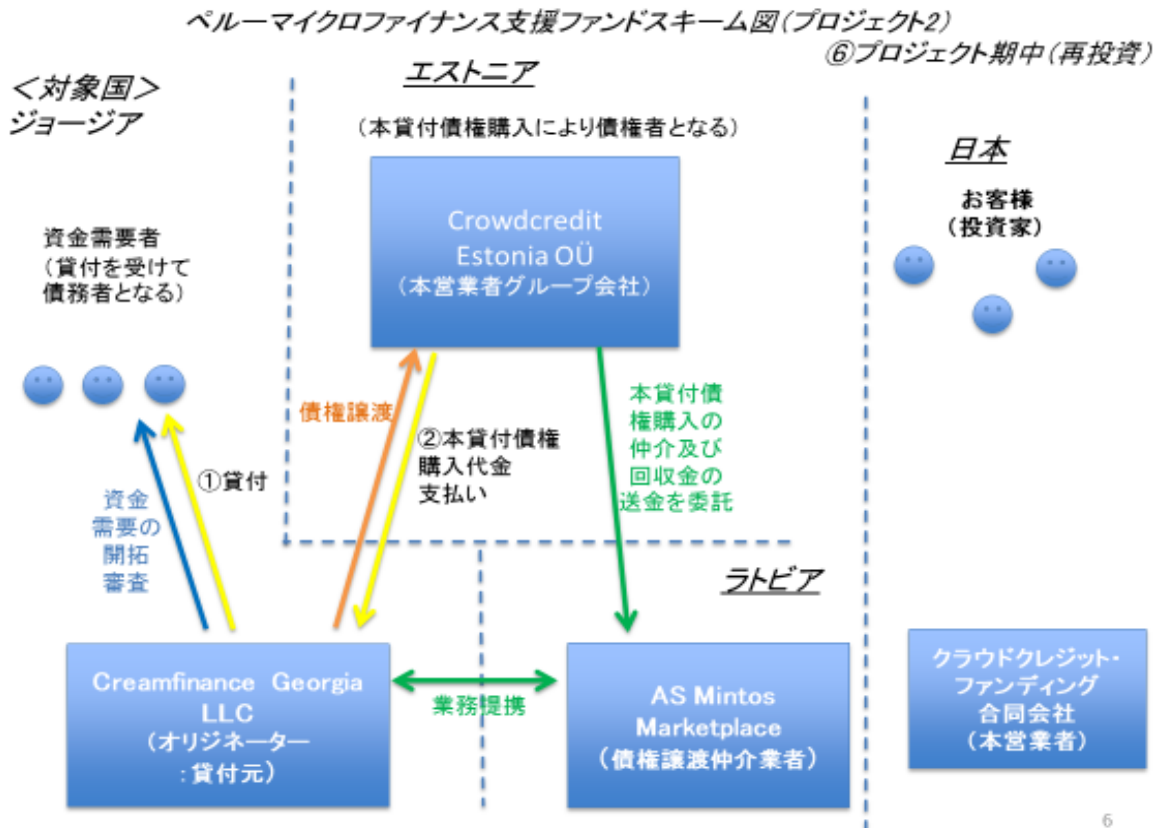 ペルーマイクロファイナンス支援ファンドスキーム図(プロジェクト2)
⑥プロジェクト期中(再投資)
エストニア
＜対象国＞
ジョージア
(本貸付債権購入により債権者となる)
日本
お客様
(投資家)
Crowdcredit
Estonia OÜ
(本営業者グループ会社)
資金需要者
(貸付を受けて
債務者となる)
債権譲渡
②本貸付債権
購入代金
支払い
本貸付債
権購入の
仲介及び
回収金の
送金を委託
①貸付
資金
需要の
開拓
審査
ラトビア
Creamfinance Georgia
LLC
(オリジネーター
:貸付元)
業務提携
AS Mintos
Marketplace
(債権譲渡仲介業者)
クラウドクレジット・
ファンディング
合同会社
(本営業者)
6